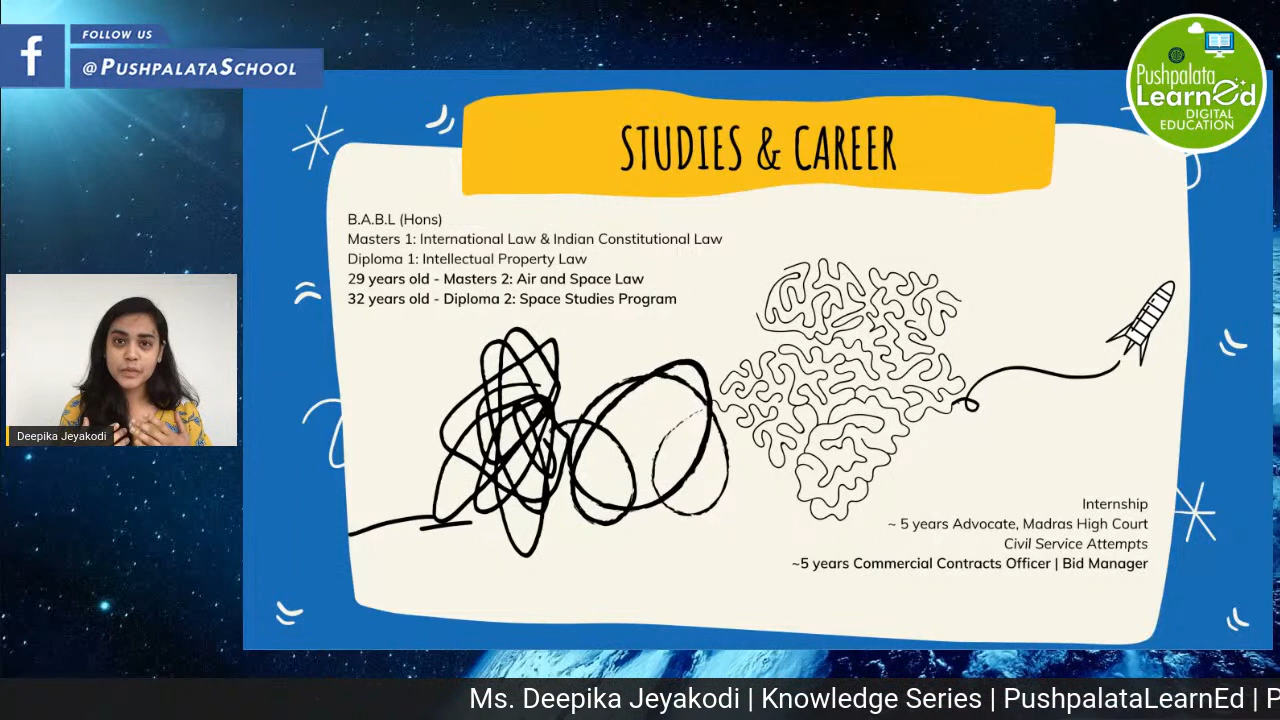 FOLLOW US
@PUSHPALATASCHOOL
Pushpalata
LearnEd
DIGITAL
EDUCATION
STUDIES & CAREER
B.A.B.L (Hons)
Masters 1: International Law & Indian Constitutional Law
Diploma 1: Intellectual Property Law
29 years old - Masters 2: Air and Space Law
32 years old - Diploma 2: Space Studies Program
Deepika Jeyakodi
Internship
~ 5 years Advocate, Madras High Court
Civil Service Attempts
~5 years Commercial Contracts Officer | Bid Manager
Ms. Deepika Jeyakodi | Knowledge Series | PushpalataLearnEd | P